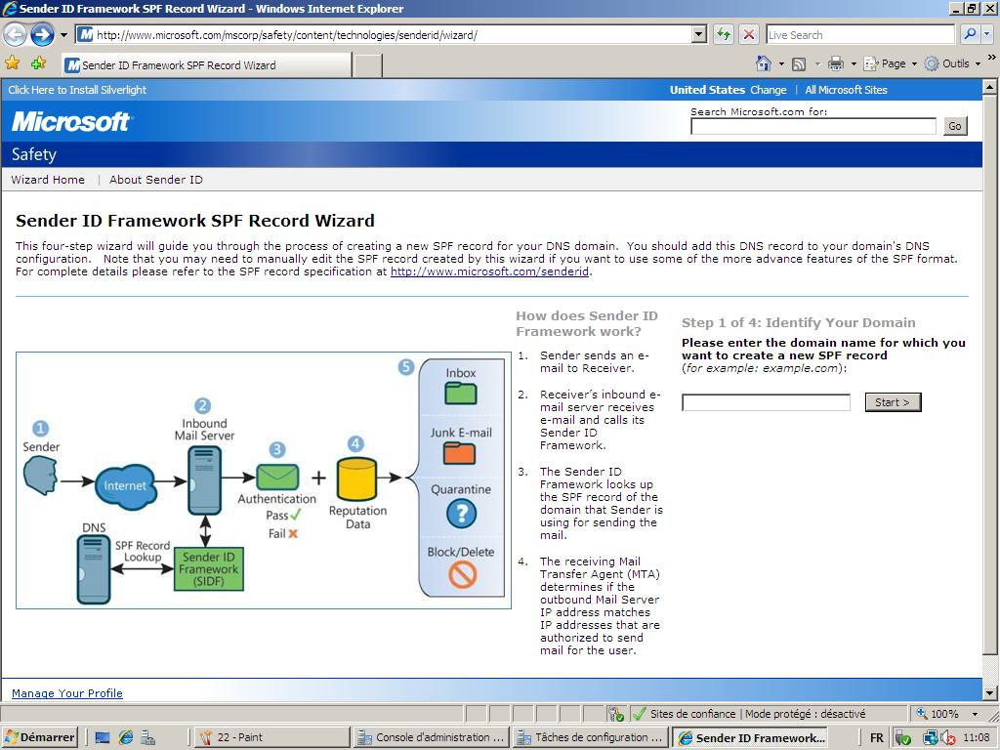 Sender ID Framework SPF Record Wizard - Windows Internet Explorer
http://www.microsoft.com/mscorp/safety/content/technologies/senderid/wizard/
Live Search
Sender ID Framework SPF Record Wizard
Page
Outils
Click Here to Install Silverlight
United States Change | All Microsoft Sites
Microsoft
Search Microsoft.com for:
Go
Safety
Wizard Home | About Sender ID
Sender ID Framework SPF Record Wizard
This four-step wizard will guide you through the process of creating a new SPF record for your DNS domain. You should add this DNS record to your domain's DNS
configuration. Note that you may need to manually edit the SPF record created by this wizard if you want to use some of the more advance features of the SPF format.
For complete details please refer to the SPF record specification at http://www.microsoft.com/senderid.
1
Sender
Internet
2
Inbound
Mail Server
DNS
SPF Record
Lookup
Sender ID
Framework
(SIDF)
3
Authentication
Pass
Fail
+
4
Reputation
Data
5
Inbox
Junk E-mail
Quarantine
?
Block/Delete
How does Sender ID
Framework work?
1. Sender sends an e-
mail to Receiver.
2. Receiver's inbound e-
mail server receives
e-mail and calls its
Sender ID
Framework.
3. The Sender ID
Framework looks up
the SPF record of the
domain that Sender is
using for sending the
mail.
4. The receiving Mail
Transfer Agent (MTA)
determines if the
outbound Mail Server
IP address matches
IP addresses that are
authorized to send
mail for the user.
Step 1 of 4: Identify Your Domain
Please enter the domain name for which you
want to create a new SPF record
(for example: example.com):
Start >
Manage Your Profile
Sites de confiance | Mode protégé : désactivé
100%
Démarrer
22 - Paint
Console d'administration ...
Tâches de configuration ...
Sender ID Framework...
FR
11:08